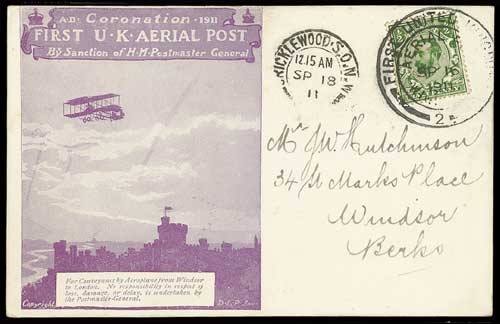 A.D. Coronation 1911
FIRST U·K·AERIAL POST
By Sanction of H·M·Postmaster General
For Conveyance by Aeroplane from Windsor
to London. No responsibility in respect of
loss, damage, or delay, is undertaken by
the Postmaster-General.
Copyright.
CRICKLEWOOD·S.O.N.W.
12.15 AM
SP 18
11
FIRST UNITED
AERIAL
SP 16
1911
2
Mr J.W. Hutchinson
34 St Marks Place
Windsor
Berks